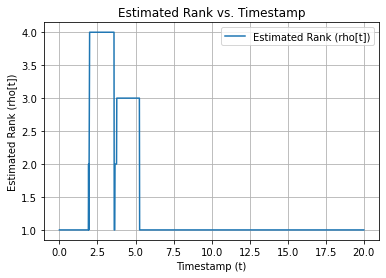 Estimated Rank vs. Timestamp
Estimated Rank (rho[t])
Estimated Rank (rho[t])
4.0
3.5
3.0
2.5
2.0
1.5
1.0
0.0 2.5 5.0 7.5 10.0 12.5 15.0 17.5 20.0
Timestamp (t)